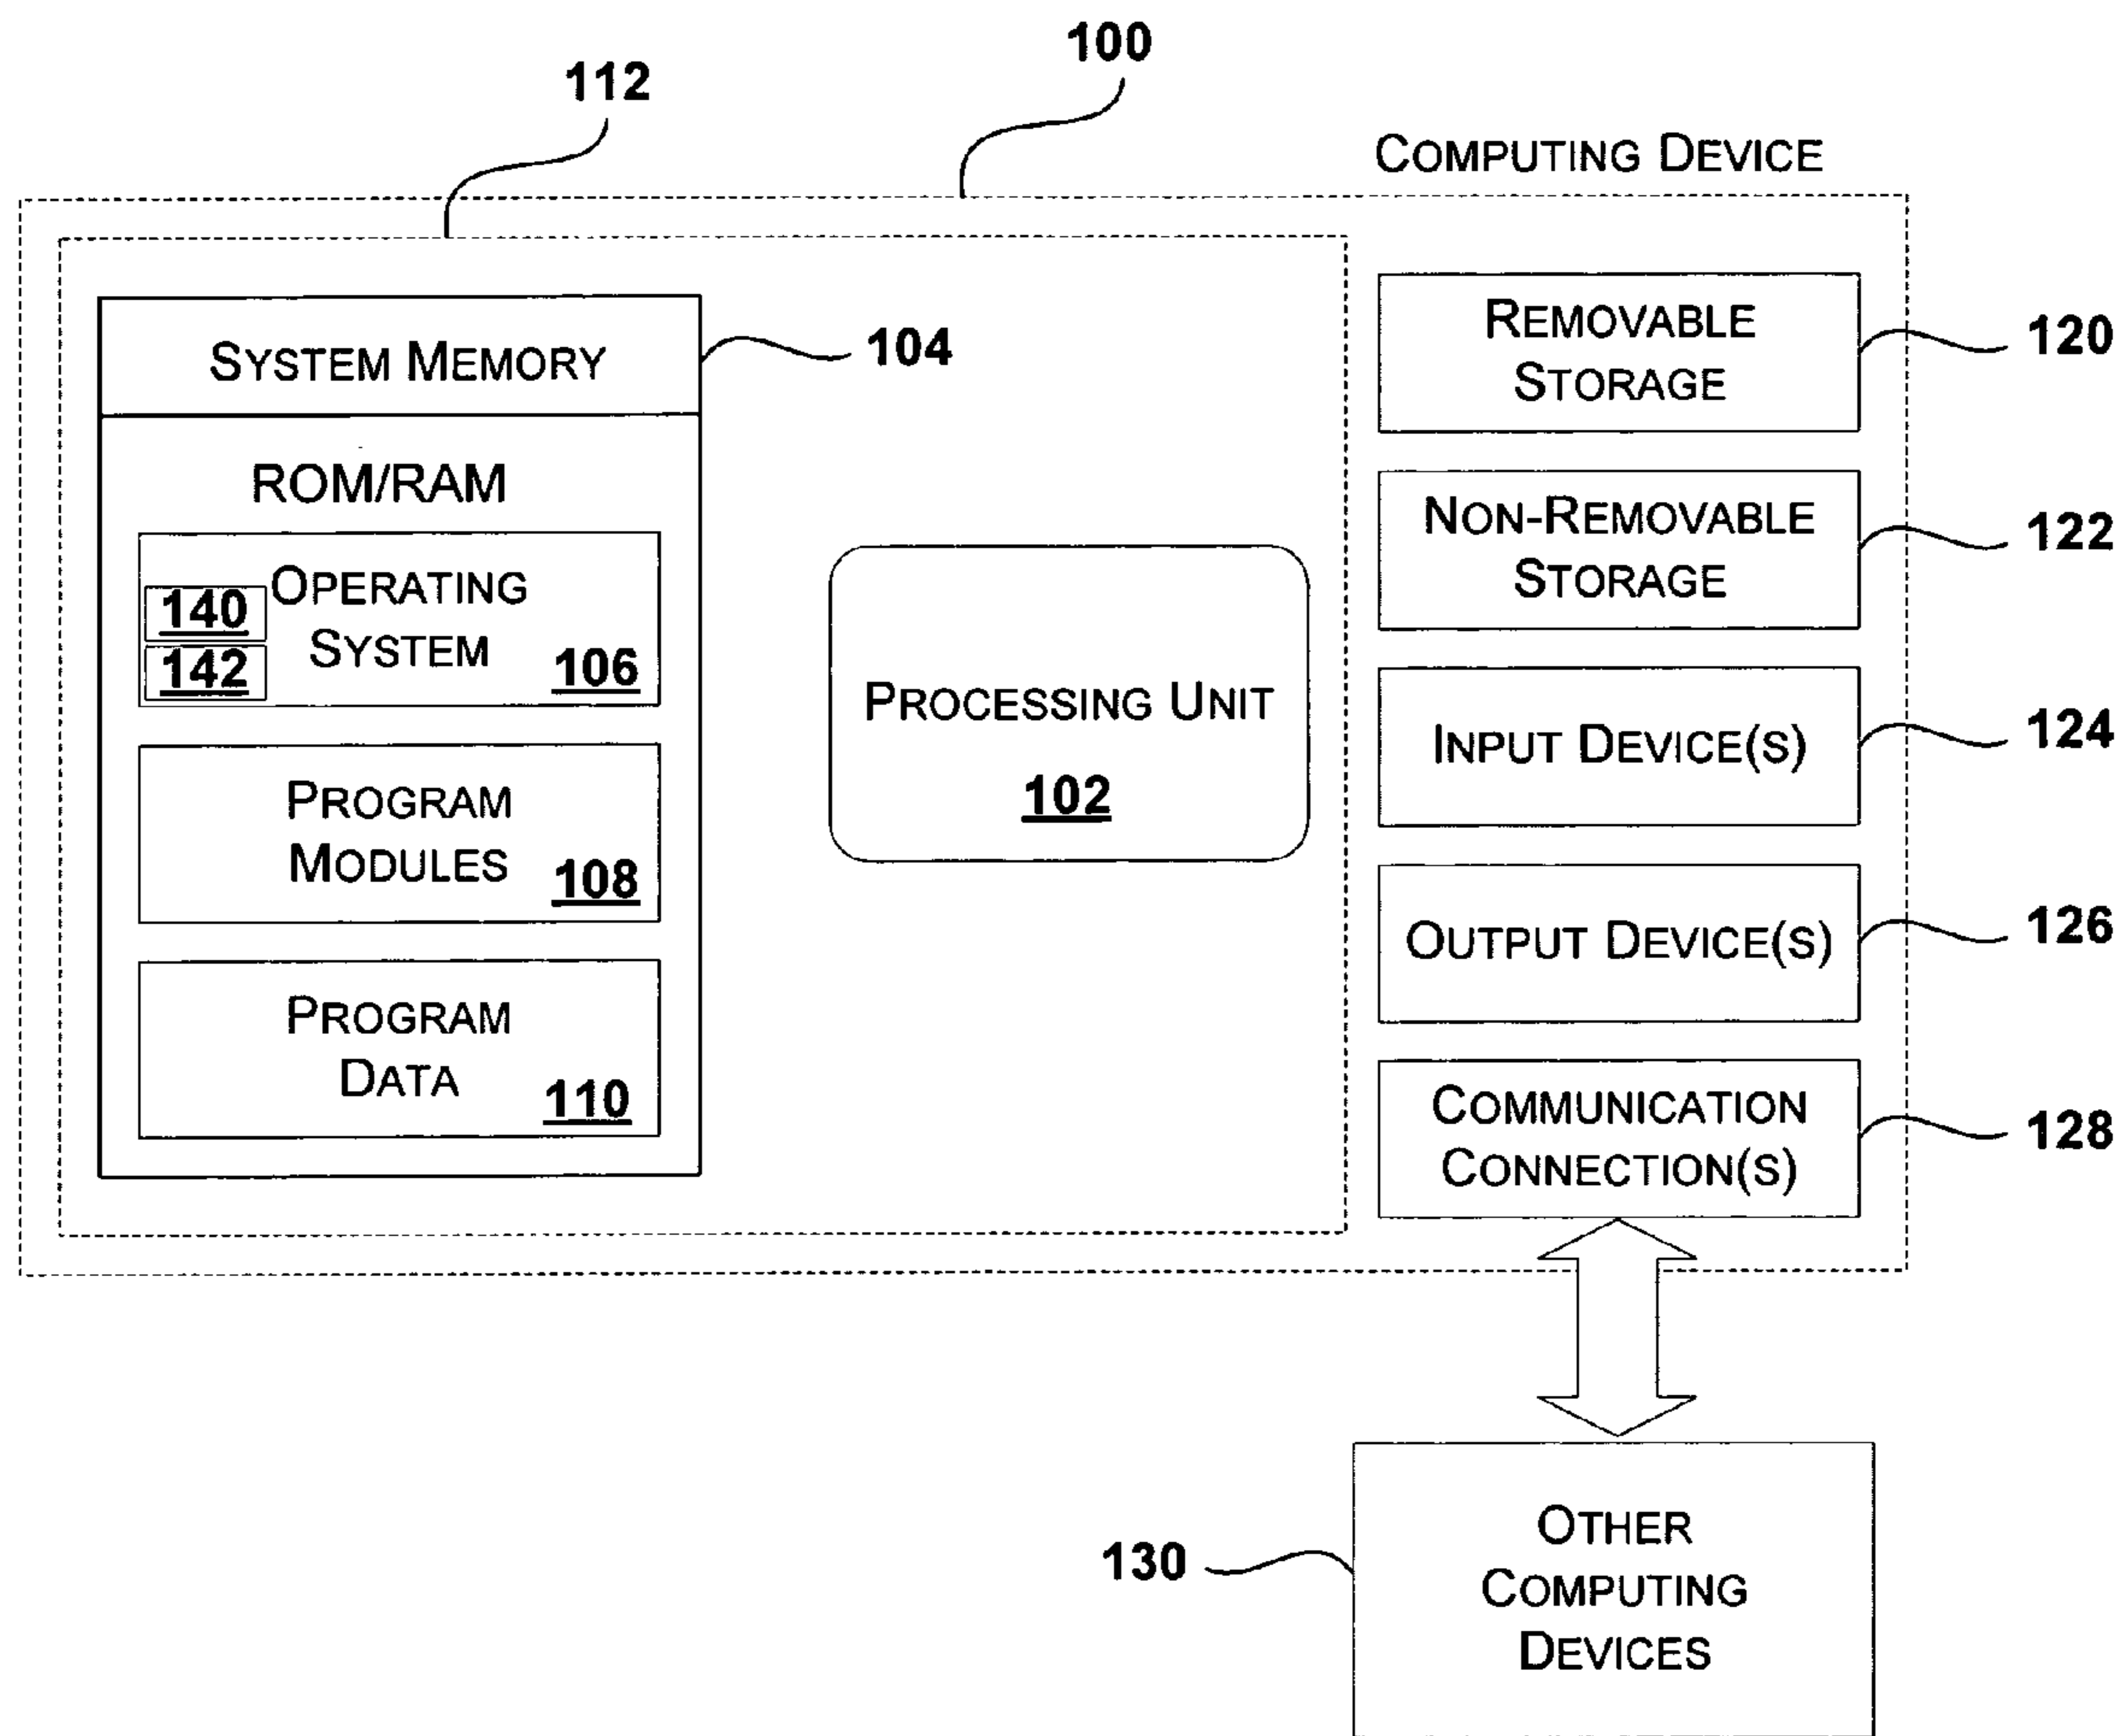 100
112
COMPUTING DEVICE
SYSTEM MEMORY
104
ROM/RAM
OPERATING
SYSTEM
140
142
106
PROGRAM
MODULES
108
PROGRAM
DATA
110
PROCESSING UNIT
102
REMOVABLE
STORAGE
120
NON-REMOVABLE
STORAGE
122
INPUT DEVICE(S)
124
OUTPUT DEVICE(S)
126
COMMUNICATION
CONNECTION(S)
128
130
OTHER
COMPUTING
DEVICES